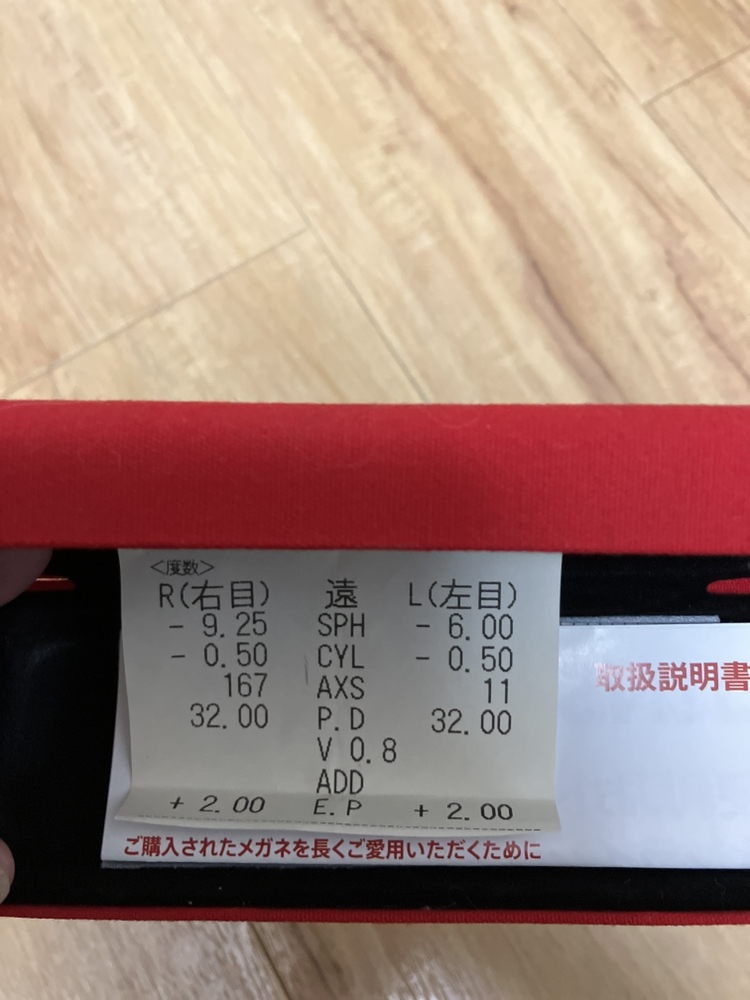 <度数>
R(右目) 遠 L(左目)
- 9.25 SPH - 6.00
- 0.50 CYL - 0.50
167 AXS 11
32.00 P.D 32.00
V 0.8
ADD
+ 2.00 E.P + 2.00
取扱説明書
ご購入されたメガネを長くご愛用いただくために